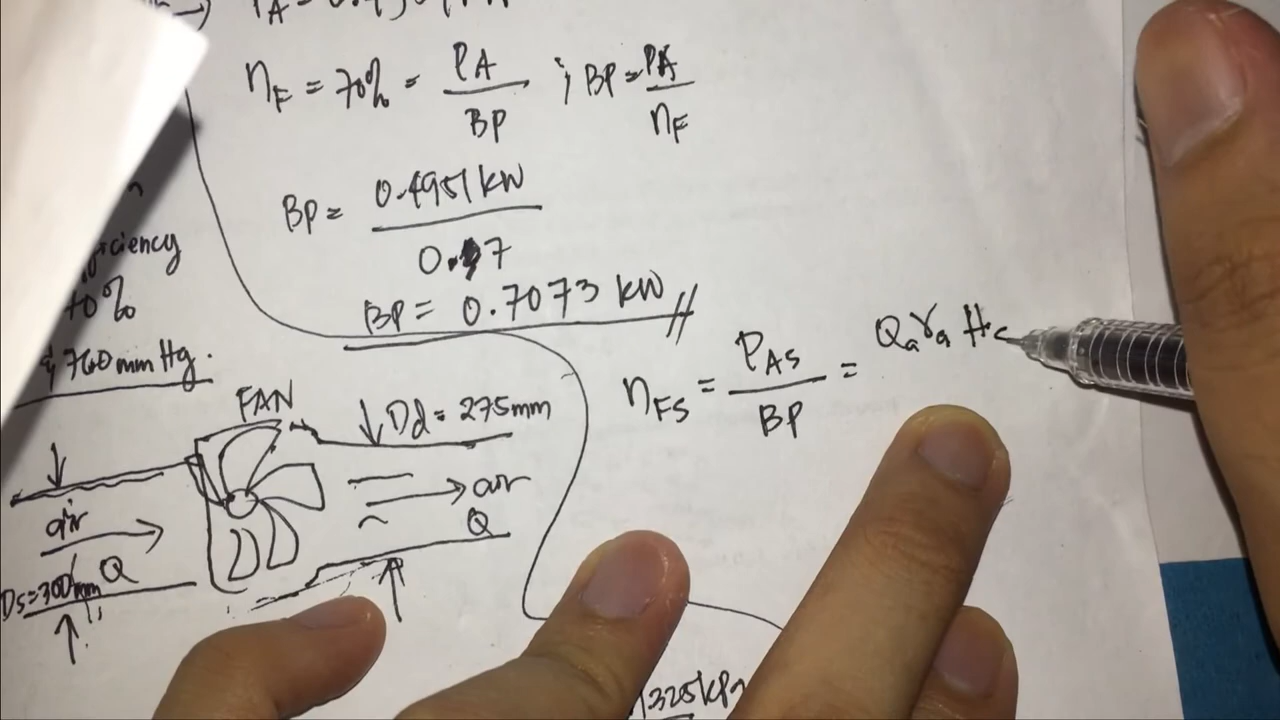 η_F = 70% = P_A / BP ; BP = P_A / η_F
BP = 0.4951 kW / 0.7
BP = 0.7073 kW
70%
& 760 mm Hg.
η_FS = P_AS / BP = Q_a γ_a H_s
FAN
Dd = 275mm
air
Q
air
Q
Ds = 300mm
325 kPa